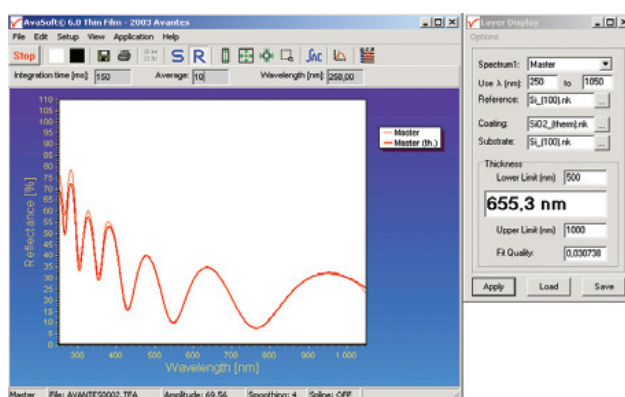 AvaSoft© 6.0 Thin Film - 2003 Avantes
File Edit Setup View Application Help
Stop S R
Integration time [ms]: 150 Average: 10 Wavelength [nm]: 258,00
Master
Master (th.)
Reflectance [%]
110
105
100
95
90
85
80
75
70
65
60
55
50
45
40
35
30
25
20
15
10
5
0
300 400 500 600 700 800 900 1.000
Wavelength [nm]
Master File: AVANTES0002.TFA Amplitude: 69.56 Smoothing: 4 Spline: OFF
Layer Display
Options
Spectrum1: Master
Use λ (nm): 250 to 1050
Reference: Si_(100).nk ...
Coating: SiO2_(therm).nk ...
Substrate: Si_(100).nk ...
Thickness
Lower Limit (nm) 500
655,3 nm
Upper Limit (nm) 1000
Fit Quality: 0,030738
Apply Load Save